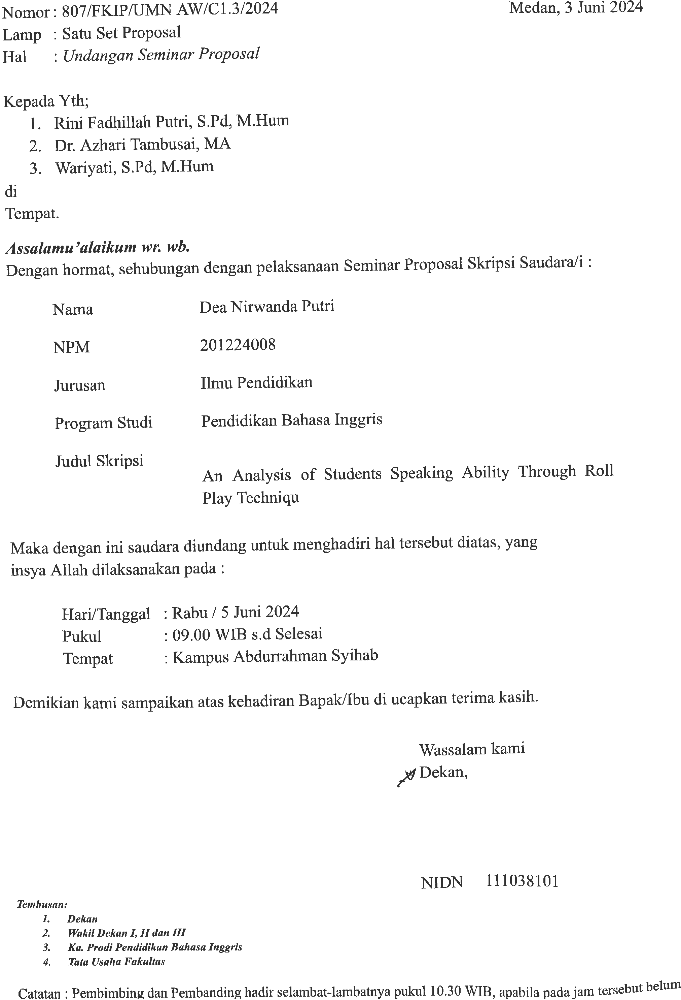 Nomor : 807/FKIP/UMN AW/C1.3/2024 Medan, 3 Juni 2024
Lamp : Satu Set Proposal
Hal : Undangan Seminar Proposal
Kepada Yth;
1. Rini Fadhillah Putri, S.Pd, M.Hum
2. Dr. Azhari Tambusai, MA
3. Wariyati, S.Pd, M.Hum
di
Tempat.
Assalamu'alaikum wr. wb.
Dengan hormat, sehubungan dengan pelaksanaan Seminar Proposal Skripsi Saudara/i :
Nama Dea Nirwanda Putri
NPM 201224008
Jurusan Ilmu Pendidikan
Program Studi Pendidikan Bahasa Inggris
Judul Skripsi
An Analysis of Students Speaking Ability Through Roll
Play Techniqu
Maka dengan ini saudara diundang untuk menghadiri hal tersebut diatas, yang
insya Allah dilaksanakan pada :
Hari/Tanggal : Rabu / 5 Juni 2024
Pukul : 09.00 WIB s.d Selesai
Tempat : Kampus Abdurrahman Syihab
Demikian kami sampaikan atas kehadiran Bapak/Ibu di ucapkan terima kasih.
Wassalam kami
Dekan,
NIDN 111038101
Tembusan:
1. Dekan
2. Wakil Dekan I, II dan III
3. Ka. Prodi Pendidikan Bahasa Inggris
4. Tata Usaha Fakultas
Catatan : Pembimbing dan Pembanding hadir selambat-lambatnya pukul 10.30 WIB, apabila pada jam tersebut belum